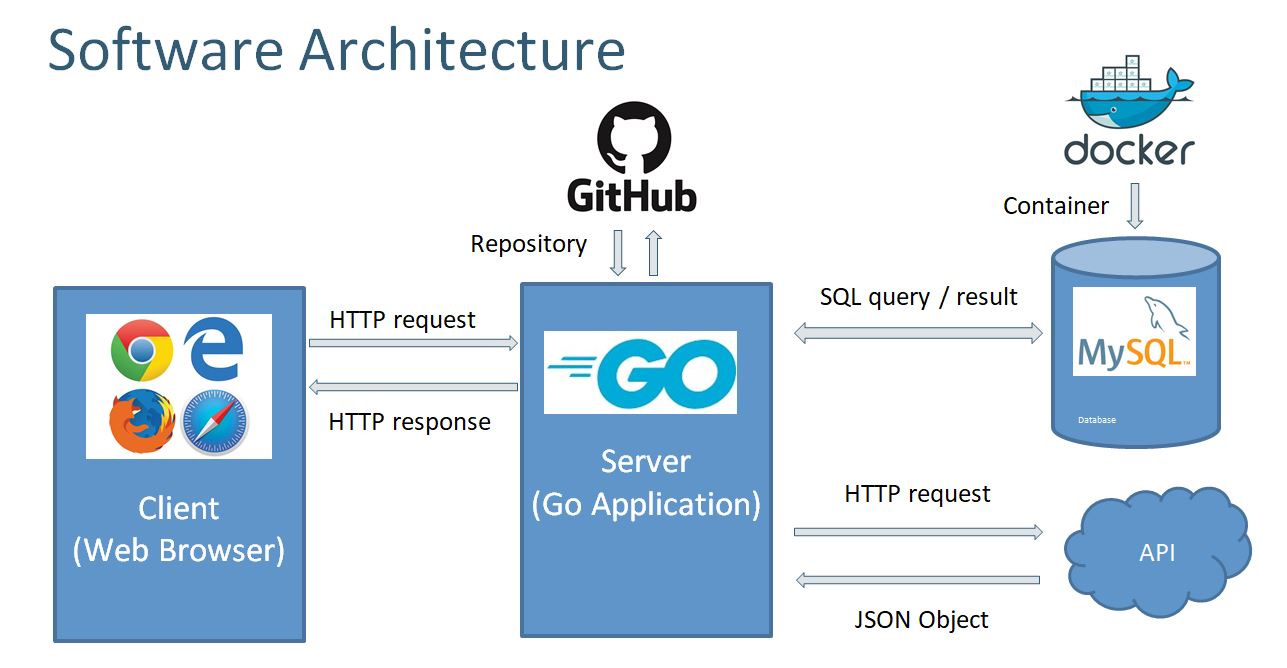 Software Architecture
docker
GitHub
Container
Repository
SQL query / result
HTTP request
MySQL™
GO
HTTP response
Database
Server
(Go Application)
HTTP request
Client
(Web Browser)
API
JSON Object